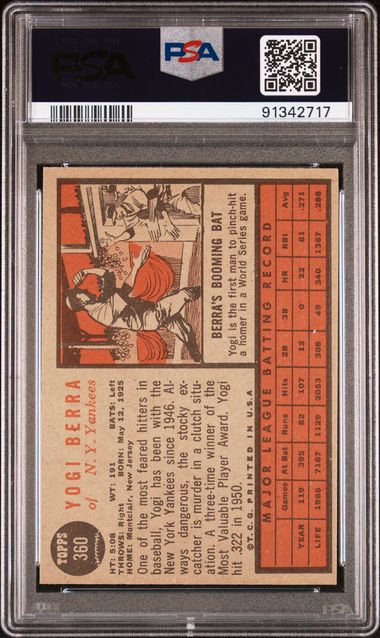 PSA
PSA
91342717
TOPPS
360
YOGI BERRA
of N. Y. Yankees
HT: 5:08 WT: 191 BATS: Left
THROWS: Right BORN: May 12, 1925
HOME: Montclair, New Jersey
One of the most feared hitters in
baseball, Yogi has been with the
New York Yankees since 1946. Al-
ways dangerous, the stocky ex-
catcher is murder in a clutch situ-
ation. A three-time winner of the
Most Valuable Player Award, Yogi
hit .322 in 1950.
BERRA'S BOOMING BAT
Yogi is the first man to pinch-hit
a homer in a World Series game.
© T.C.G. PRINTED IN U.S.A.
MAJOR LEAGUE BATTING RECORD
Games At Bat Runs Hits 2B 3B HR RBI Avg
YEAR 119 395 62 107 12 0 22 61 .271
LIFE 1966 7167 1129 2053 308 49 340 1367 .286